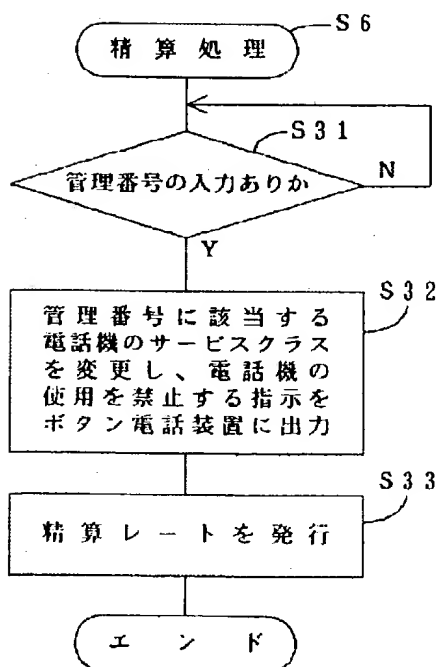 S6
精算処理
S31
管理番号の入力ありか
N
Y
S32
管理番号に該当する
電話機のサービスクラス
を変更し、電話機の
使用を禁止する指示を
ボタン電話装置に出力
S33
精算レートを発行
エンド